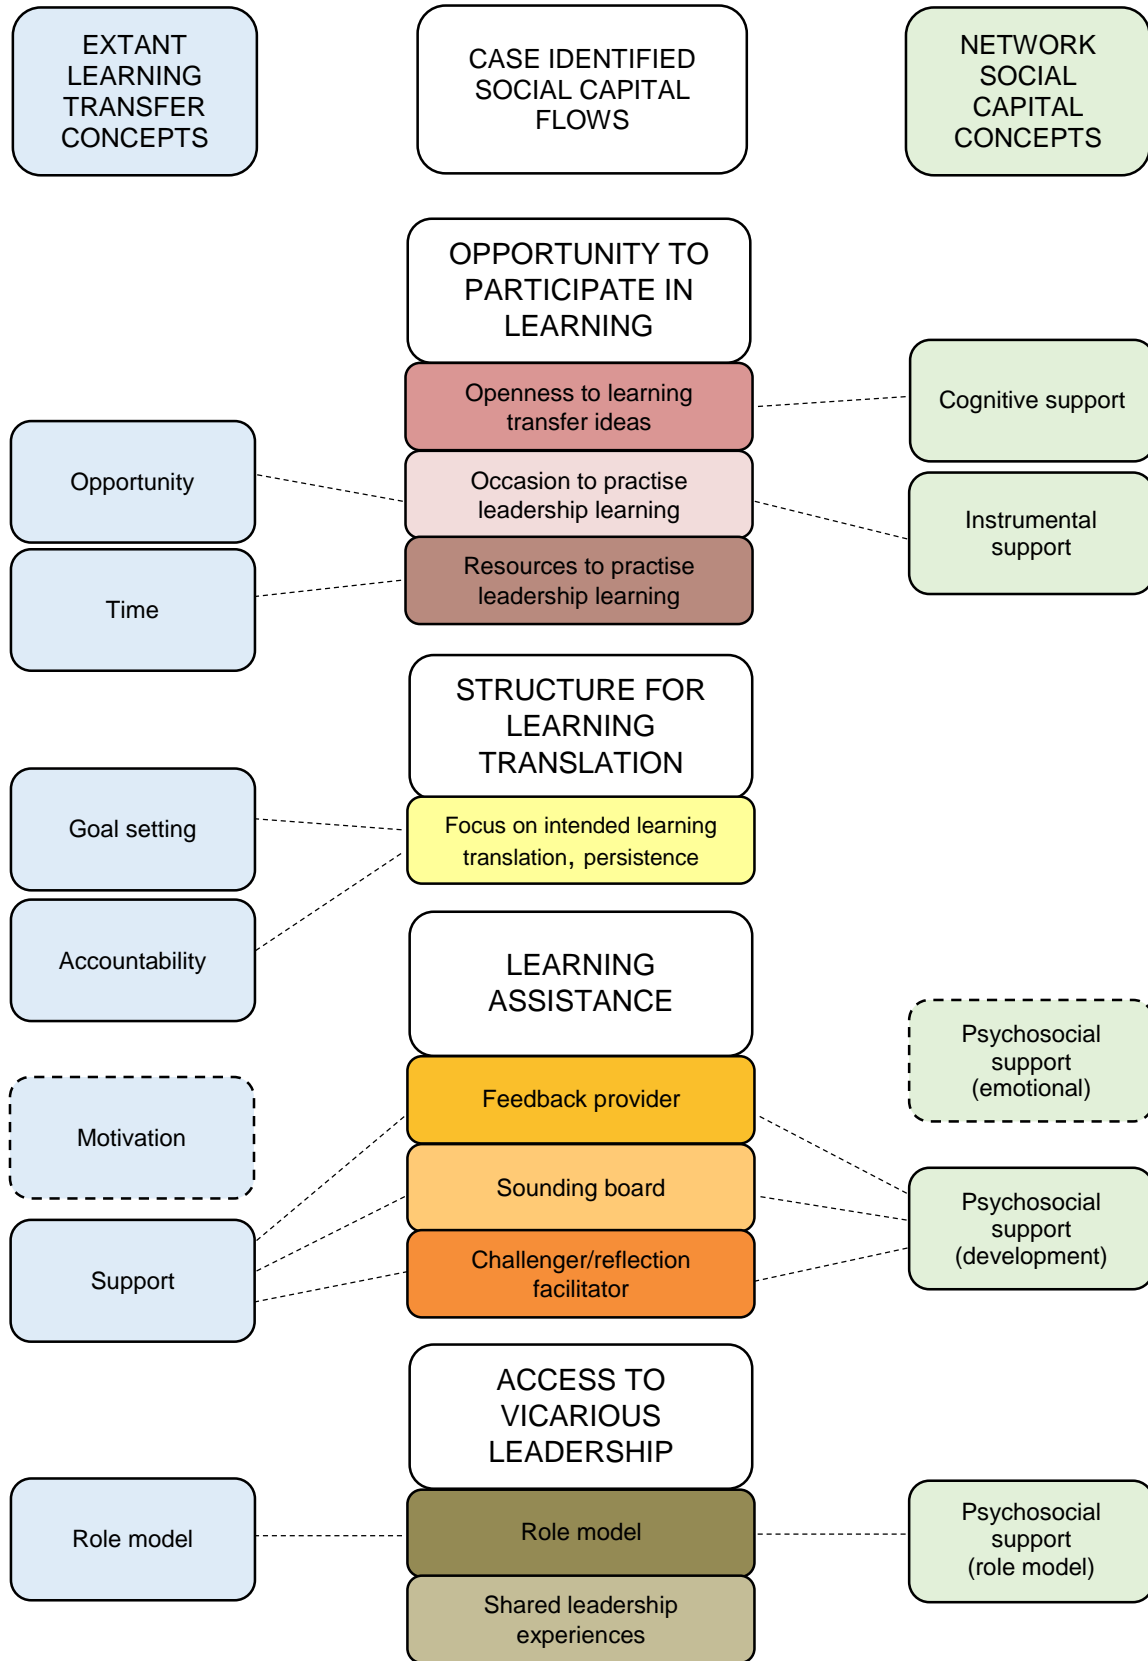 EXTANT
LEARNING
TRANSFER
CONCEPTS
CASE IDENTIFIED
SOCIAL CAPITAL
FLOWS
NETWORK
SOCIAL
CAPITAL
CONCEPTS
OPPORTUNITY TO
PARTICIPATE IN
LEARNING
Openness to learning
transfer ideas
Cognitive support
Opportunity
Occasion to practise
leadership learning
Instrumental
support
Time
Resources to practise
leadership learning
STRUCTURE FOR
LEARNING
TRANSLATION
Goal setting
Focus on intended learning
translation, persistence
Accountability
LEARNING
ASSISTANCE
Psychosocial
support
(emotional)
Motivation
Feedback provider
Sounding board
Psychosocial
support
(development)
Support
Challenger/reflection
facilitator
ACCESS TO
VICARIOUS
LEADERSHIP
Role model
Role model
Psychosocial
support
(role model)
Shared leadership
experiences